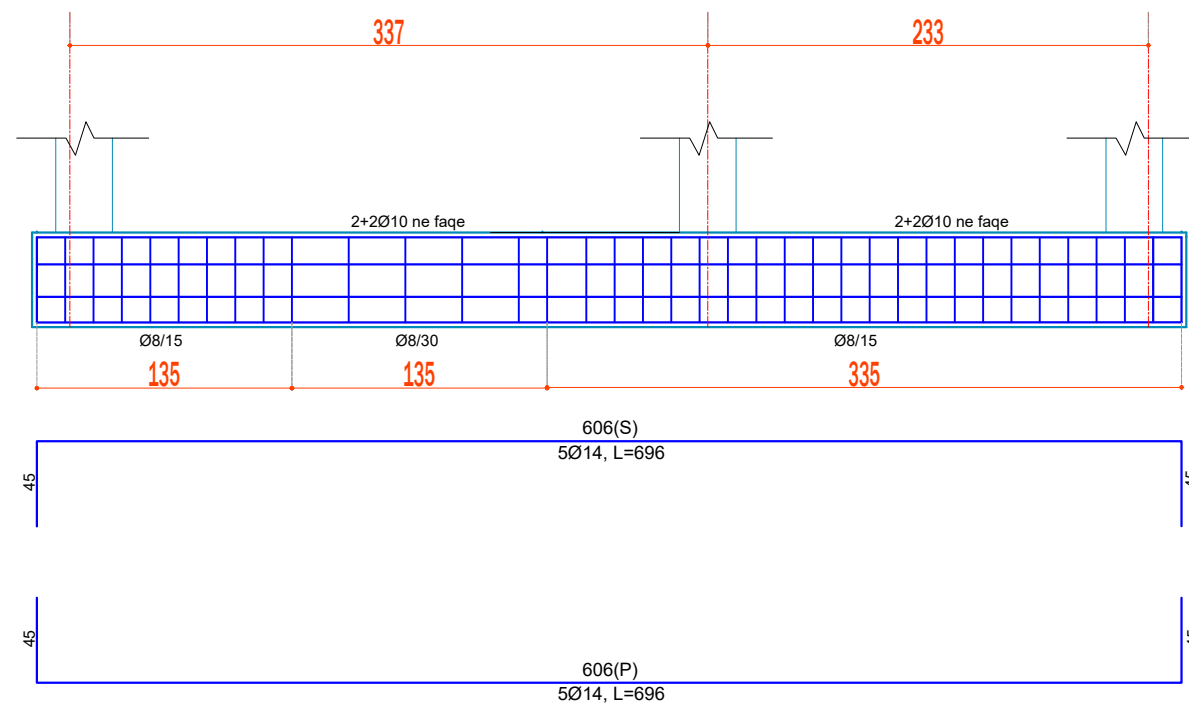 337
233
2+2Ø10 ne faqe
2+2Ø10 ne faqe
Ø8/15
Ø8/30
Ø8/15
135
135
335
606(S)
5Ø14, L=696
45
45
606(P)
5Ø14, L=696